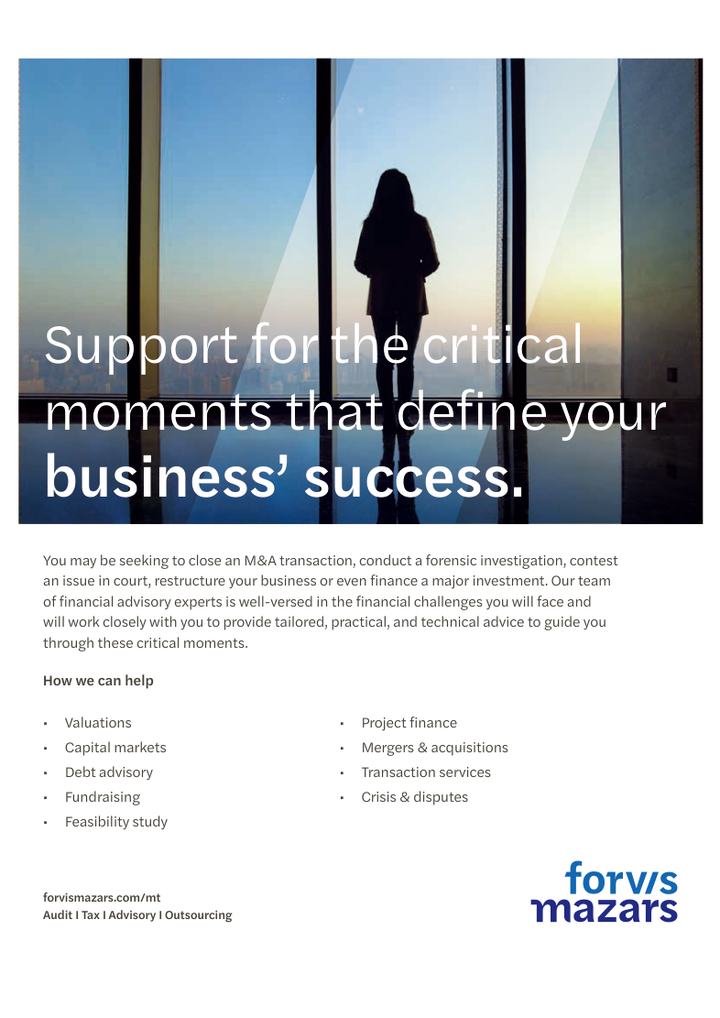 Support for the critical
moments that define your
business’ success.
You may be seeking to close an M&A transaction, conduct a forensic investigation, contest
an issue in court, restructure your business or even finance a major investment. Our team
of financial advisory experts is well-versed in the financial challenges you will face and
will work closely with you to provide tailored, practical, and technical advice to guide you
through these critical moments.
How we can help
• Valuations
• Capital markets
• Debt advisory
• Fundraising
• Feasibility study
• Project finance
• Mergers & acquisitions
• Transaction services
• Crisis & disputes
forvismazars.com/mt
Audit I Tax I Advisory I Outsourcing
forvis
mazars